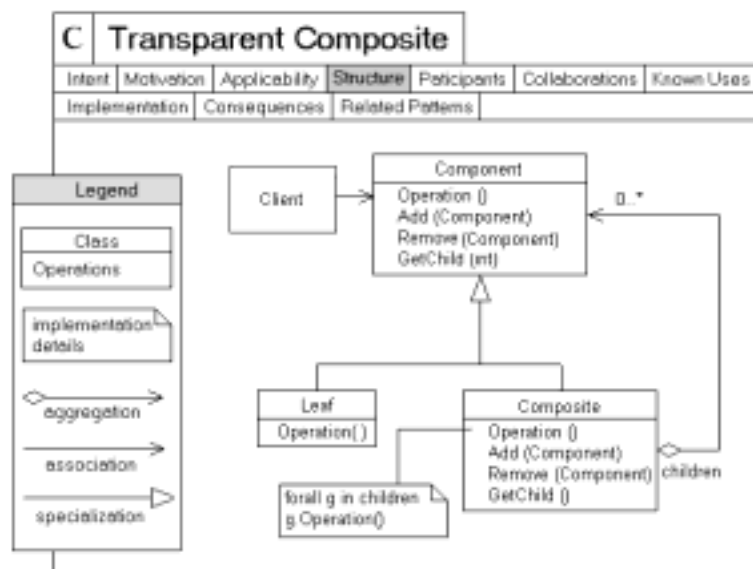 C Transparent Composite
Intent Motivation Applicability Structure Paticipants Collaborations Known Uses
Implementation Consequences Related Patterns
Legend
Class
Operations
implementation
details
aggregation
association
specialization
Client
Component
Operation ()
Add (Component)
Remove (Component)
GetChild (int)
0..*
Leaf
Operation( )
Composite
Operation ()
Add (Component)
Remove (Component)
GetChild ()
children
forall g in children
g.Operation()